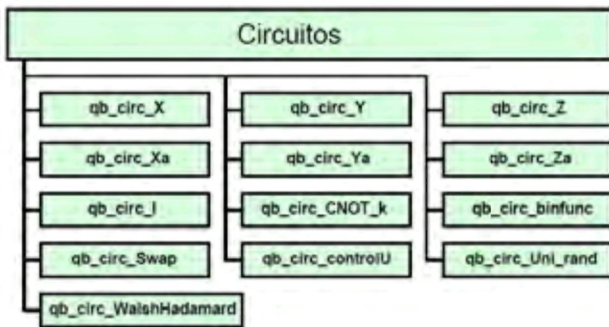 Circuitos
qb_circ_X qb_circ_Y qb_circ_Z
qb_circ_Xa qb_circ_Ya qb_circ_Za
qb_circ_I qb_circ_CNOT_k qb_circ_binfunc
qb_circ_Swap qb_circ_controlU qb_circ_Uni_rand
qb_circ_WalshHadamard